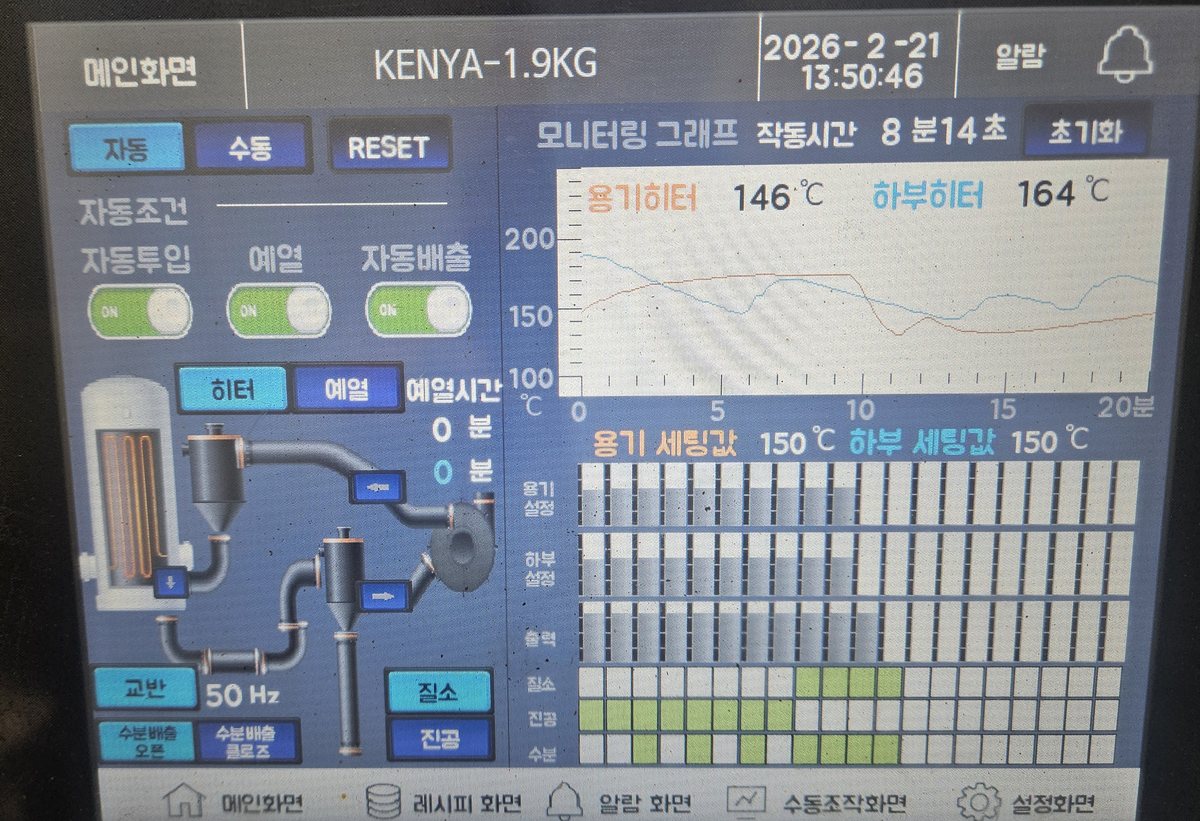 메인화면
KENYA-1.9KG
2026- 2 -21
13:50:46
알람
자동 수동 RESET
모니터링 그래프 작동시간 8 분 14 초 초기화
자동조건
자동투입 예열 자동배출
ON ON ON
용기히터 146 ℃ 하부히터 164 ℃
200
150
100
℃
0 5 10 15 20분
히터 예열 예열시간
0 분
0 분
용기 세팅값 150 ℃ 하부 세팅값 150 ℃
용기
설정
하부
설정
출력
질소
진공
수분
교반 50 Hz 질소
수분배출
오픈
수분배출
클로즈
진공
메인화면 레시피 화면 알람 화면 수동조작화면 설정화면